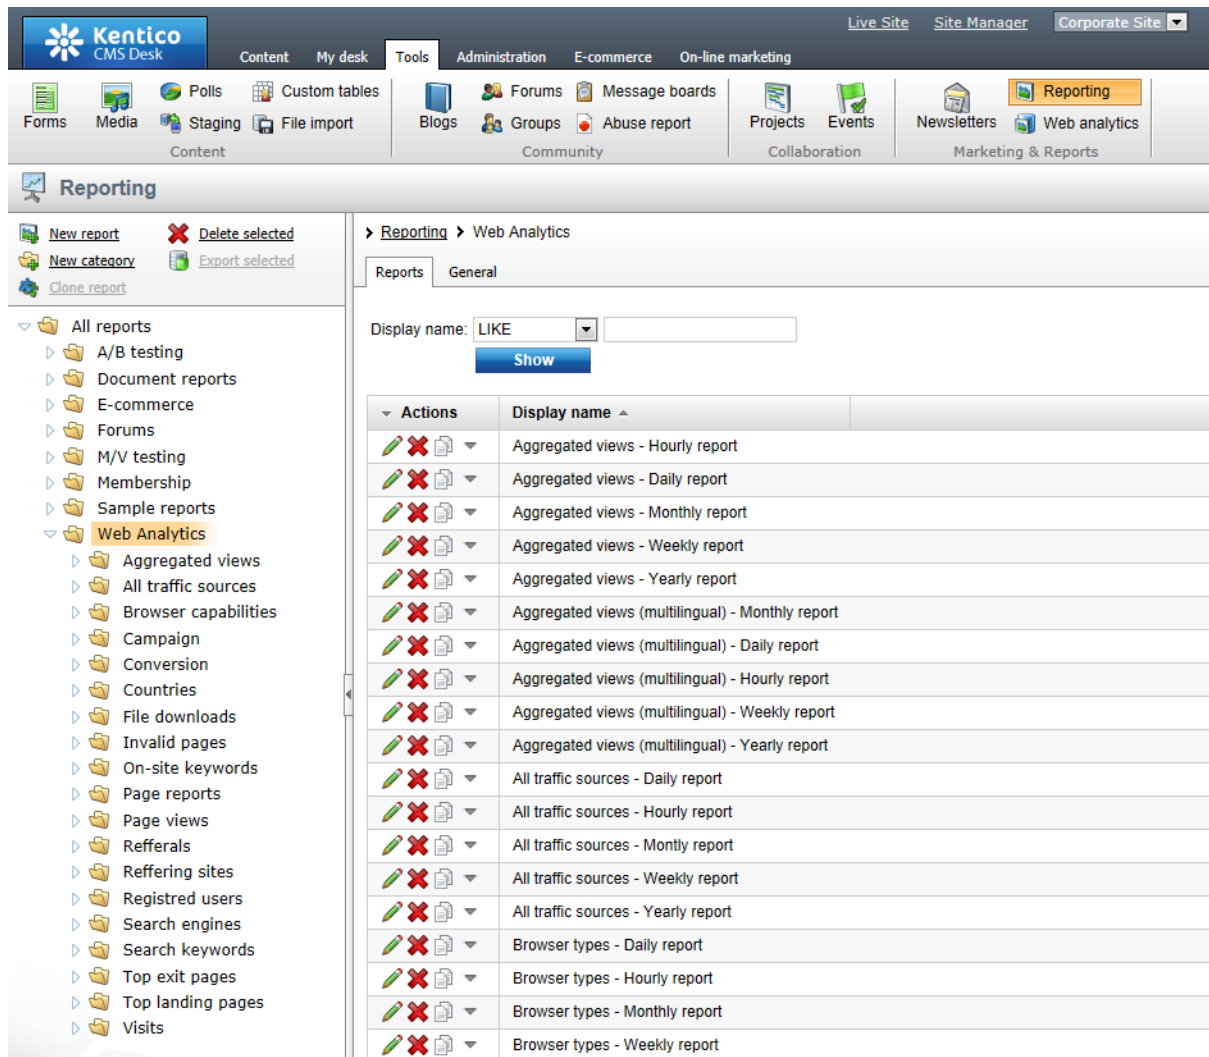 Live Site Site Manager Corporate Site
Kentico
CMS Desk
Content My desk Tools Administration E-commerce On-line marketing
Polls Custom tables Forums Message boards Reporting
Forms Media Staging File import Blogs Groups Abuse report Projects Events Newsletters Web analytics
Content Community Collaboration Marketing & Reports
Reporting
New report Delete selected
New category Export selected
Clone report
All reports
A/B testing
Document reports
E-commerce
Forums
M/V testing
Membership
Sample reports
Web Analytics
Aggregated views
All traffic sources
Browser capabilities
Campaign
Conversion
Countries
File downloads
Invalid pages
On-site keywords
Page reports
Page views
Refferals
Reffering sites
Registred users
Search engines
Search keywords
Top exit pages
Top landing pages
Visits
Reporting Web Analytics
Reports General
Display name: LIKE
Show
Actions Display name
Aggregated views - Hourly report
Aggregated views - Daily report
Aggregated views - Monthly report
Aggregated views - Weekly report
Aggregated views - Yearly report
Aggregated views (multilingual) - Monthly report
Aggregated views (multilingual) - Daily report
Aggregated views (multilingual) - Hourly report
Aggregated views (multilingual) - Weekly report
Aggregated views (multilingual) - Yearly report
All traffic sources - Daily report
All traffic sources - Hourly report
All traffic sources - Montly report
All traffic sources - Weekly report
All traffic sources - Yearly report
Browser types - Daily report
Browser types - Hourly report
Browser types - Monthly report
Browser types - Weekly report